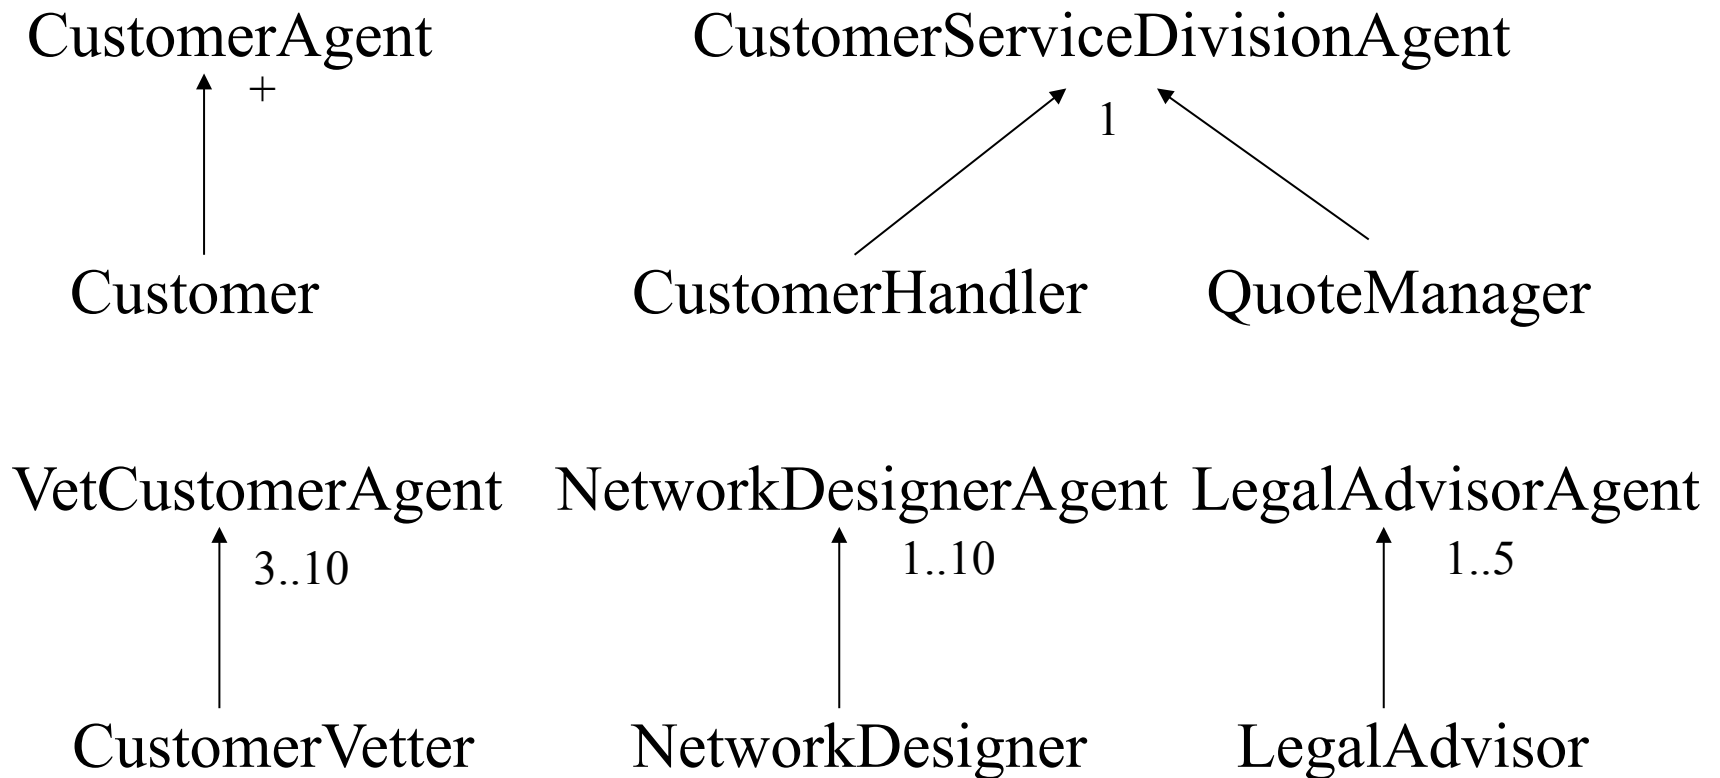 CustomerAgent
+
CustomerServiceDivisionAgent
1
Customer
CustomerHandler
QuoteManager
VetCustomerAgent
3..10
NetworkDesignerAgent
1..10
LegalAdvisorAgent
1..5
CustomerVetter
NetworkDesigner
LegalAdvisor